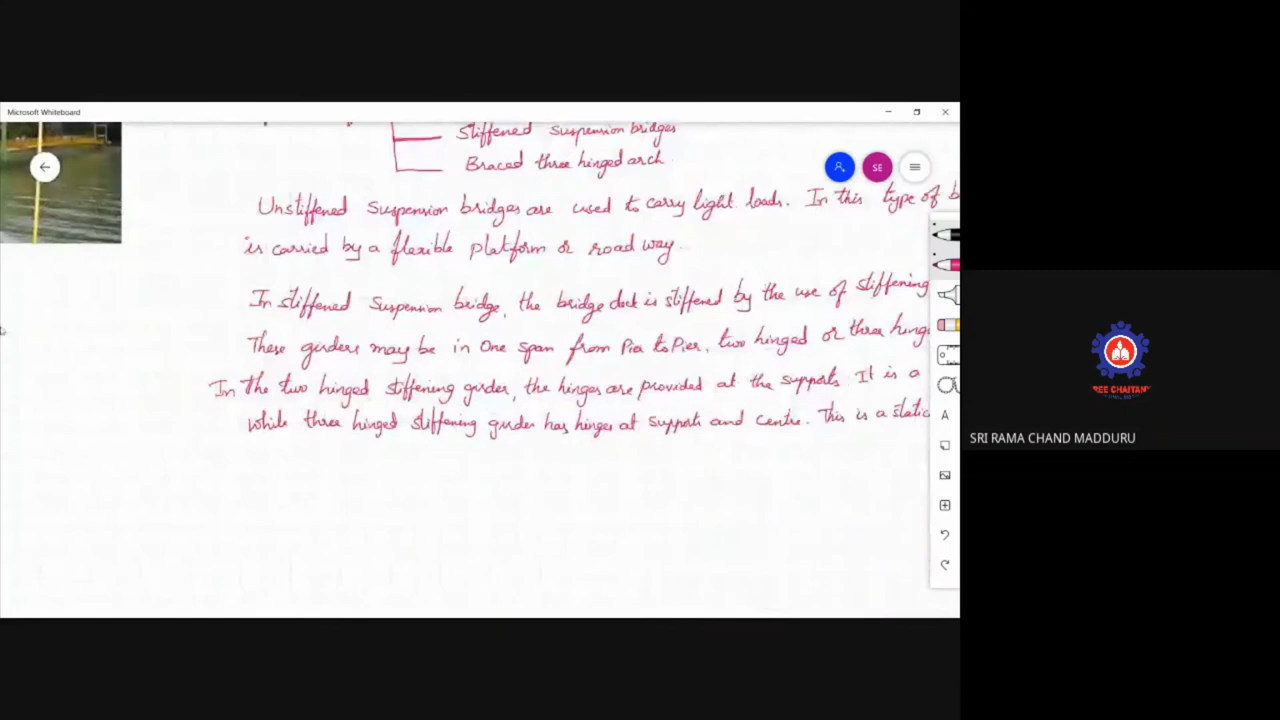 Microsoft Whiteboard
Stiffened suspension bridges
Braced three hinged arch.
SE
Unstiffened suspension bridges are used to carry light loads. In this type of b
is carried by a flexible platform or road way.
In stiffened suspension bridge, the bridge deck is stiffened by the use of stiffening
These girders may be in One span from Pier to Pier, two hinged or three hing
In The two hinged stiffening girder, the hinges are provided at the supports. It is a
while three hinged stiffening girder has hinges at supports and centre. This is a static
A
REE CHAITAN
SRI RAMA CHAND MADDURU